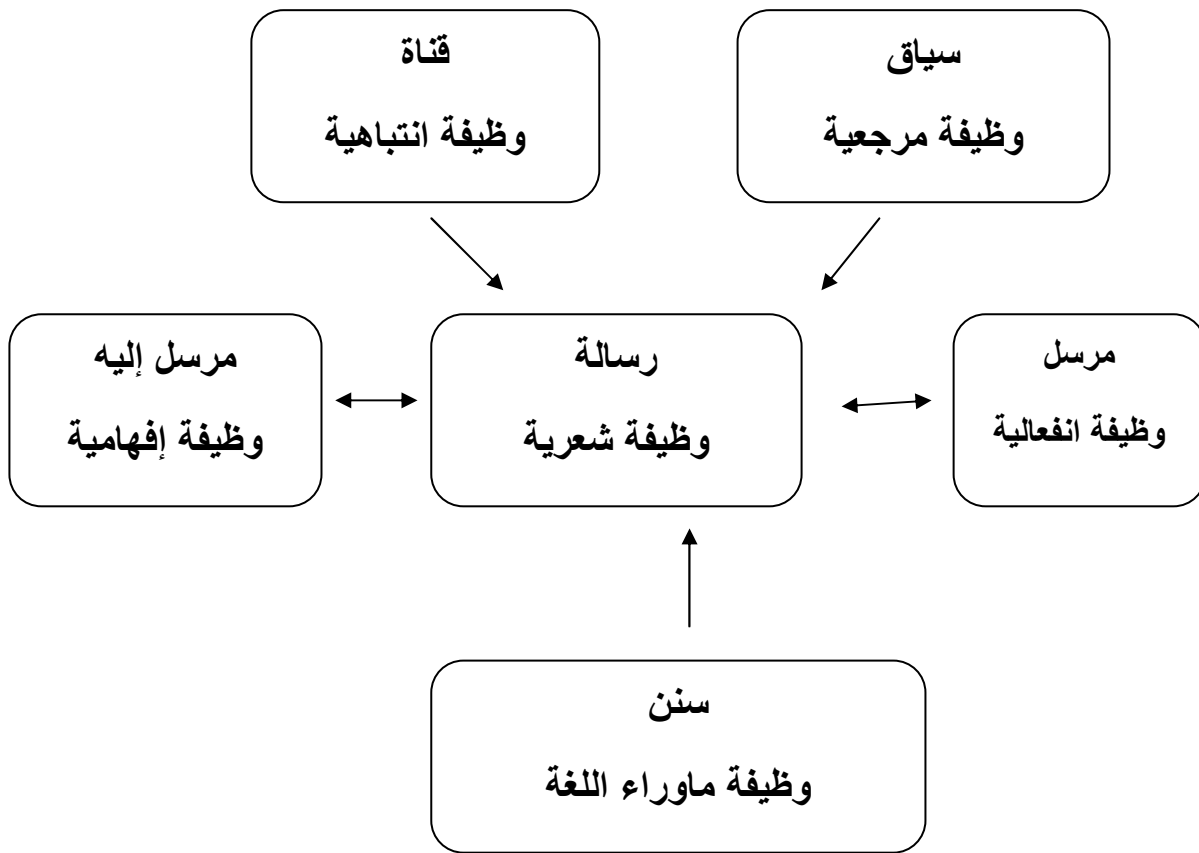 سياق
وظيفة مرجعية
قناة
وظيفة انتباهية
مرسل
وظيفة انفعالية
رسالة
وظيفة شعرية
مرسل إليه
وظيفة إفهامية
سنن
وظيفة ماوراء اللغة